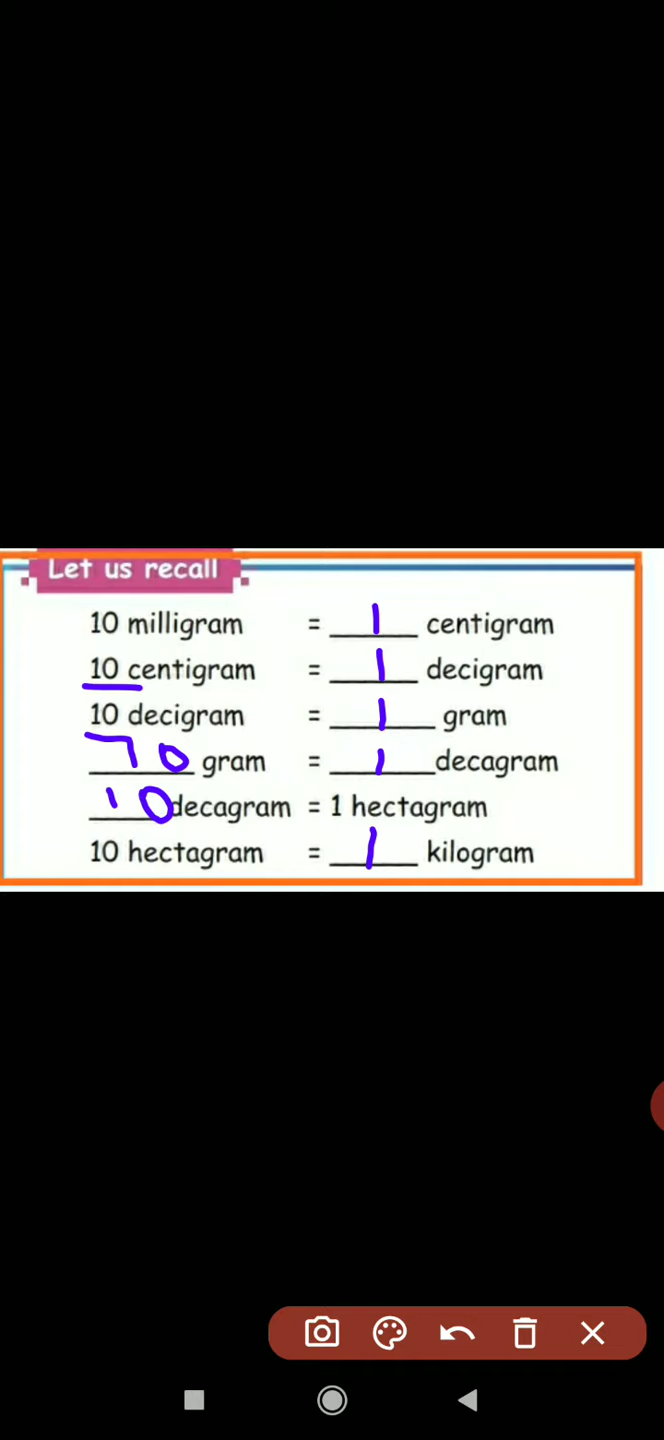 Let us recall
10 milligram = 1 centigram
10 centigram = 1 decigram
10 decigram = 1 gram
10 gram = 1 decagram
10 decagram = 1 hectagram
10 hectagram = 1 kilogram